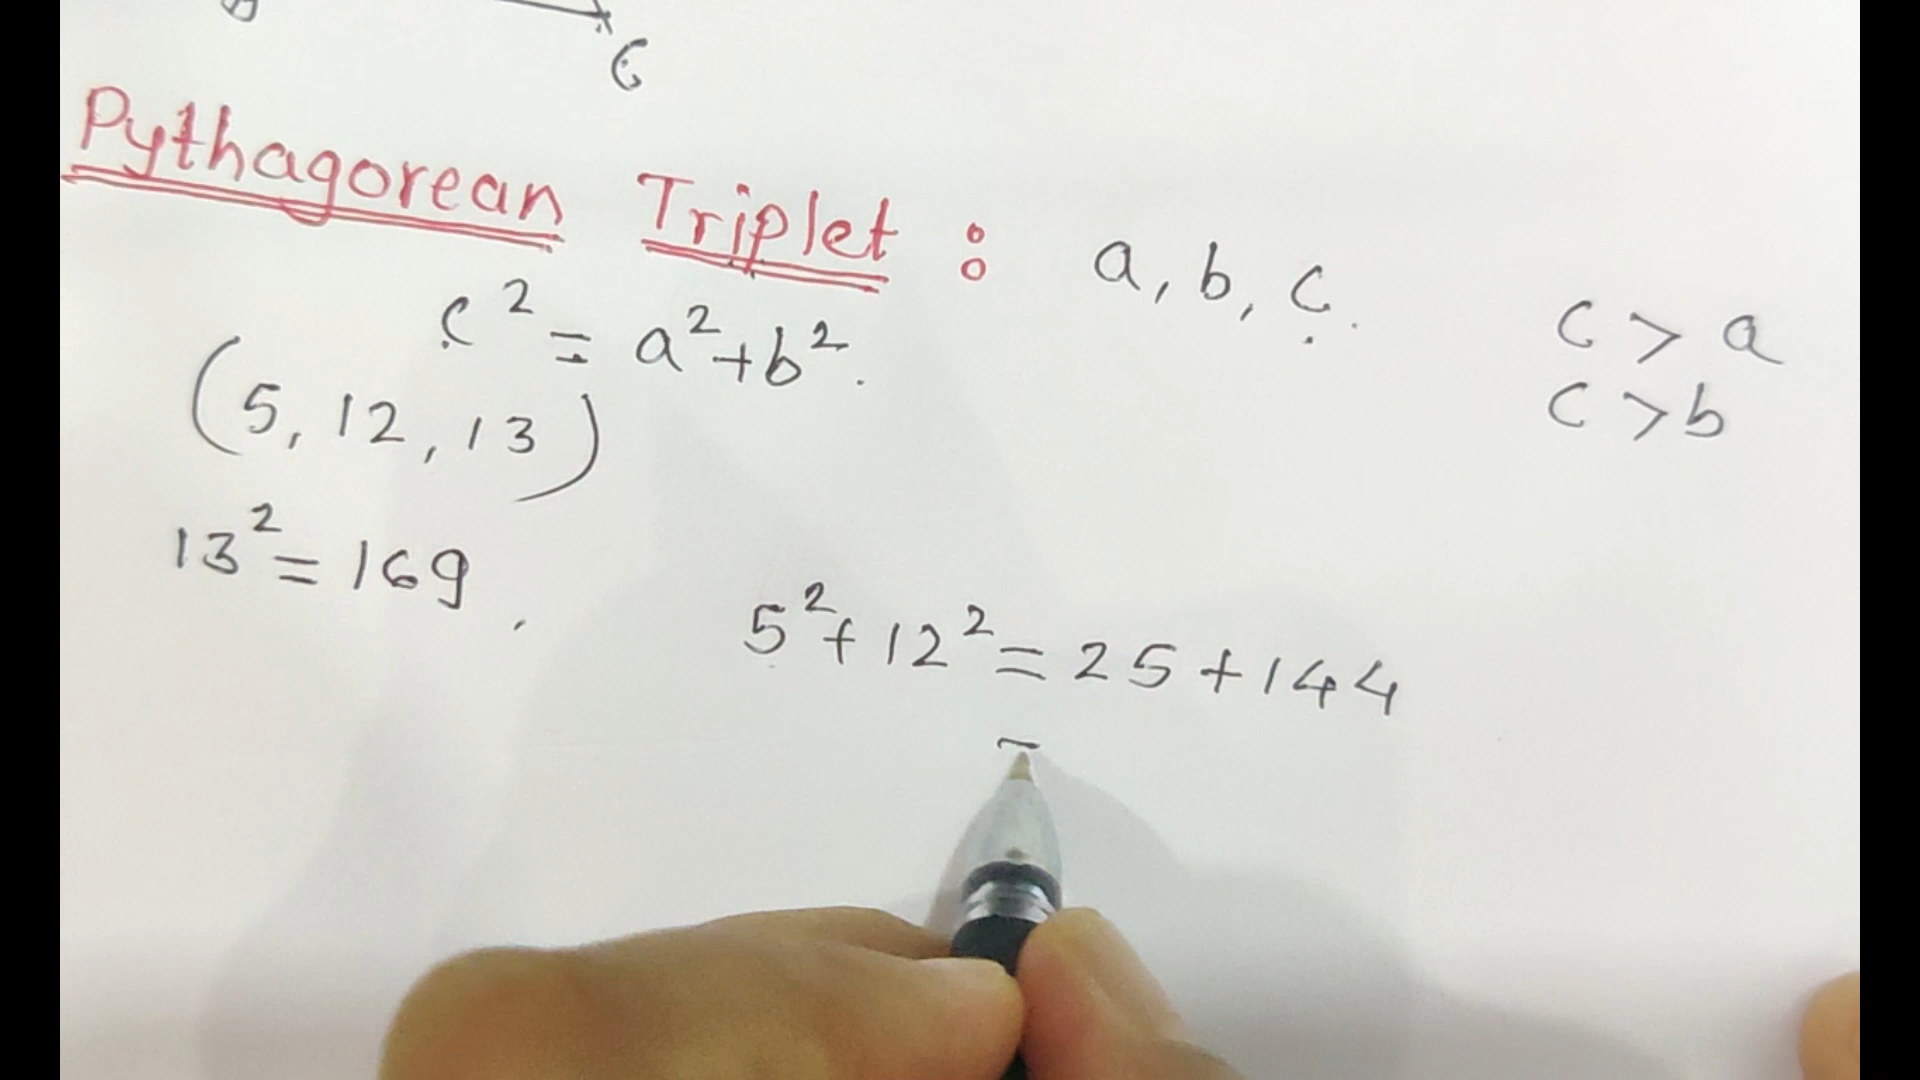 B
C
Pythagorean Triplet : a, b, c.
c² = a²+b².
c > a
c > b
(5, 12, 13)
13² = 169,
5² + 12² = 25 + 144